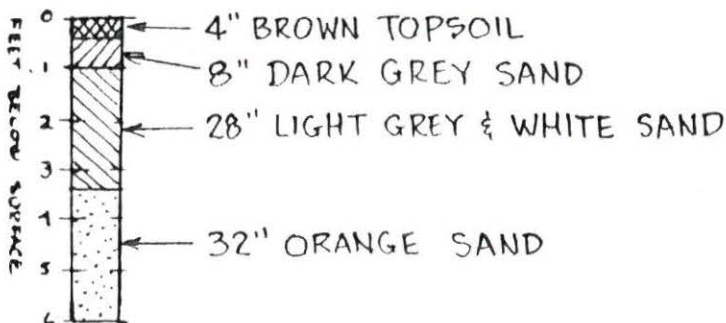 0
4" BROWN TOPSOIL
8" DARK GREY SAND
1
2
28" LIGHT GREY & WHITE SAND
3
4
32" ORANGE SAND
5
6
FEET BELOW SURFACE